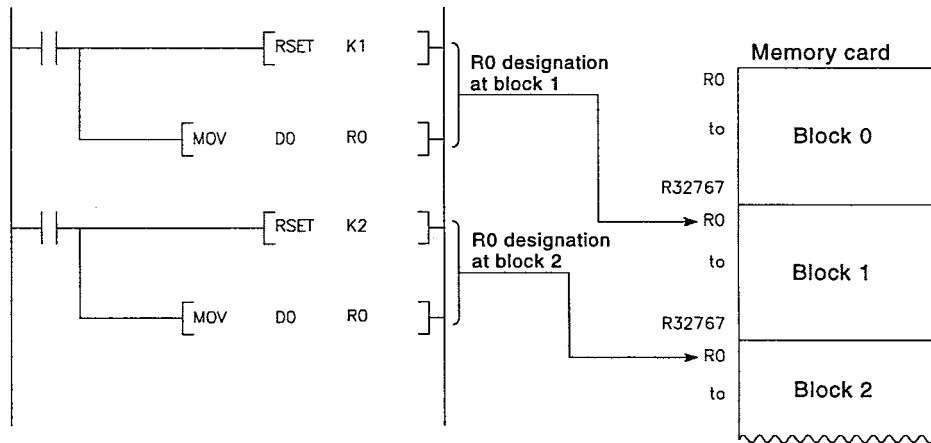 RSET K1
MOV D0 R0
R0 designation
at block 1
RSET K2
MOV D0 R0
R0 designation
at block 2
Memory card
R0
to
R32767
Block 0
R0
to
R32767
Block 1
R0
to
Block 2